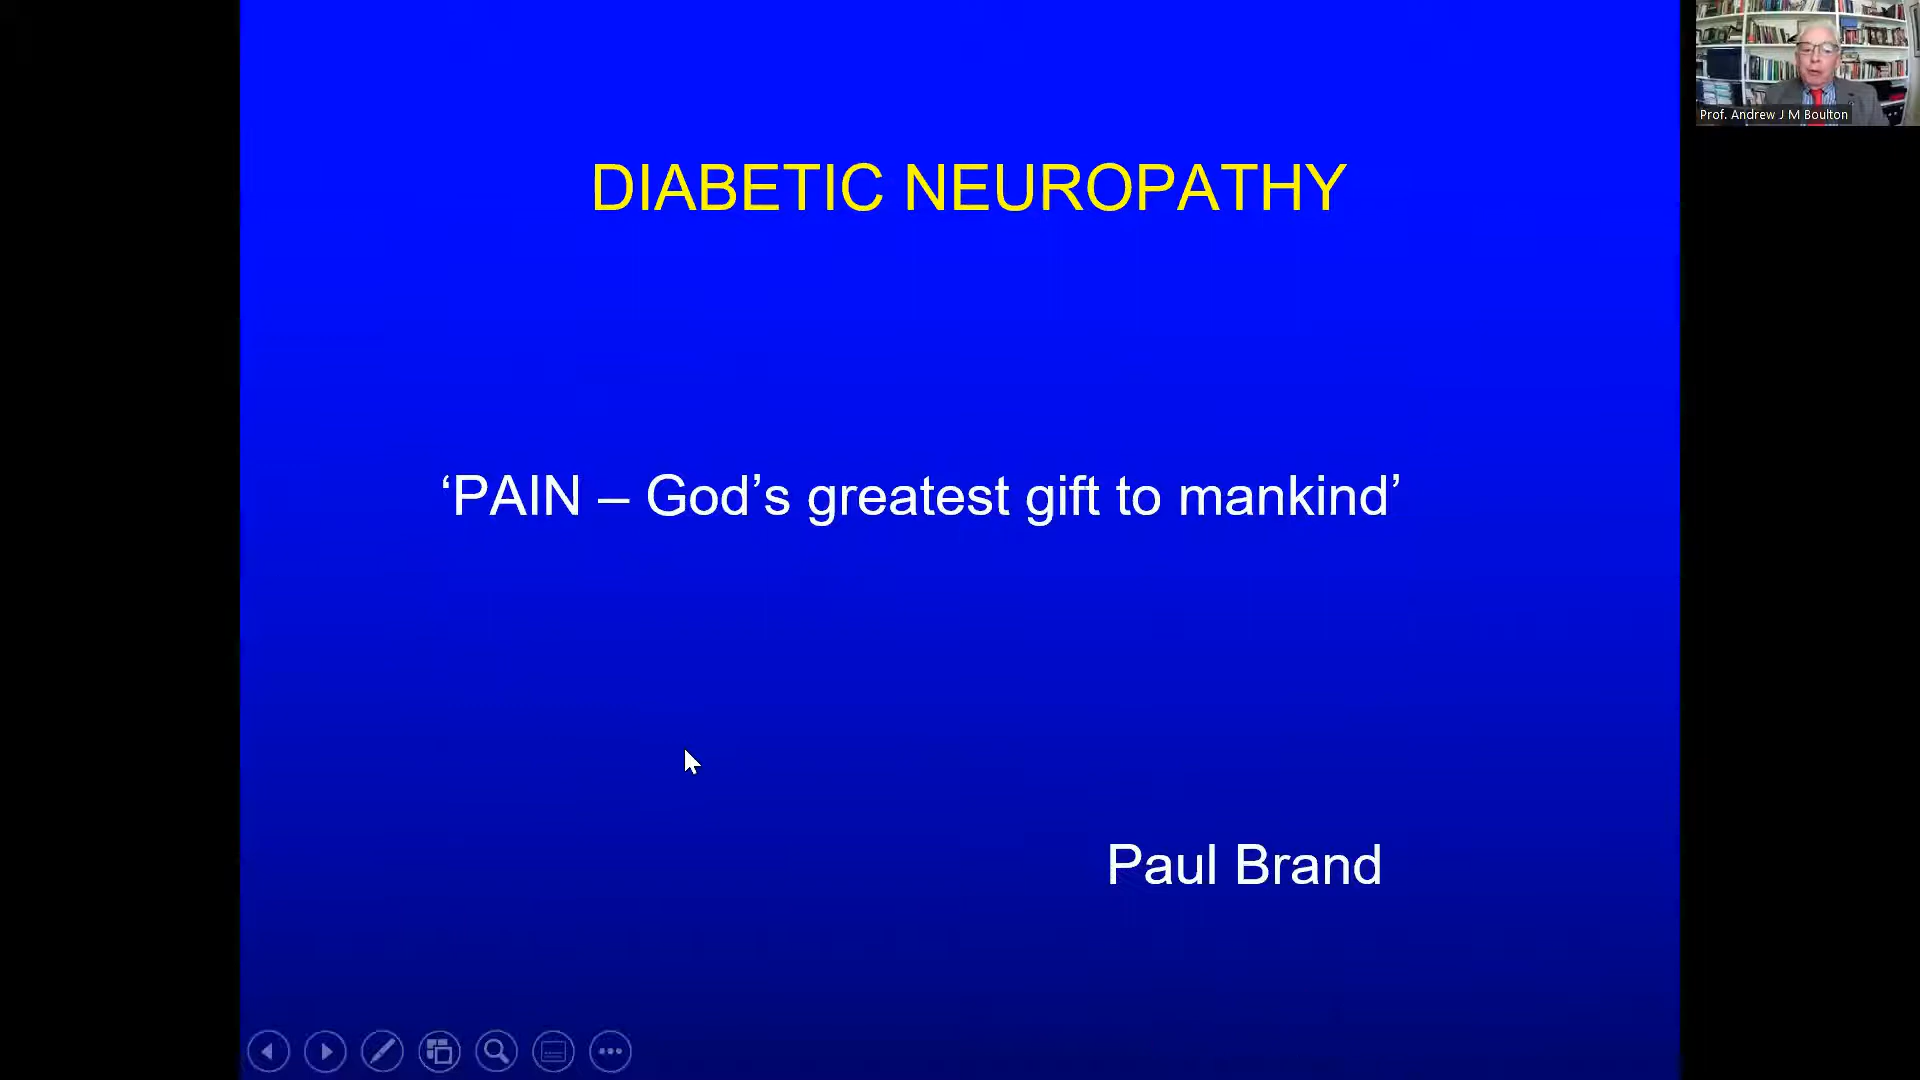 DIABETIC NEUROPATHY
‘PAIN – God’s greatest gift to mankind’
Paul Brand
Prof. Andrew J M Boulton